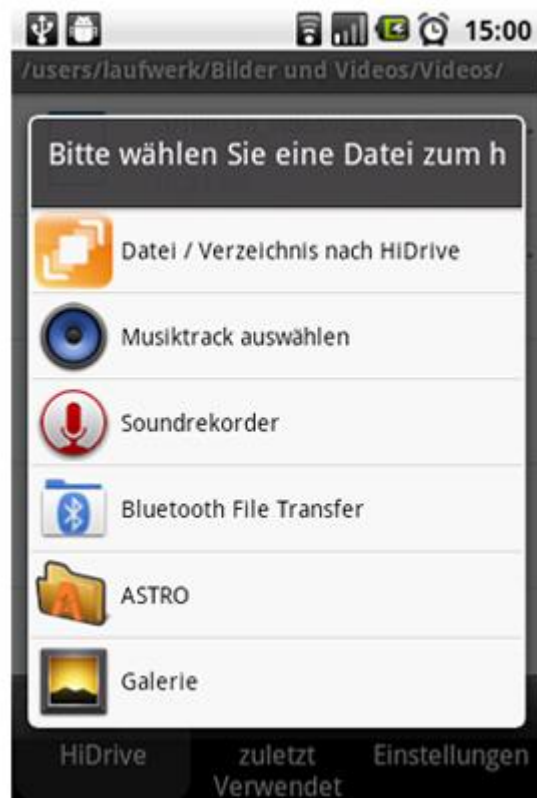 15:00
/users/laufwerk/Bilder und Videos/Videos/
Bitte wählen Sie eine Datei zum h
Datei / Verzeichnis nach HiDrive
Musiktrack auswählen
Soundrekorder
Bluetooth File Transfer
ASTRO
Galerie
HiDrive
zuletzt
Verwendet
Einstellungen